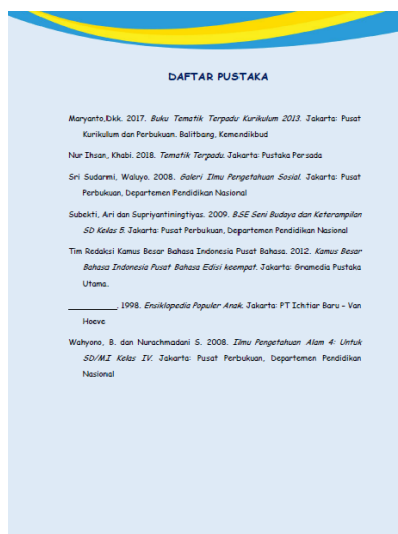 DAFTAR PUSTAKA
Maryanto,Dkk. 2017. Buku Tematik Terpadu Kurikulum 2013. Jakarta: Pusat
Kurikulum dan Perbukuan. Balitbang, Kemendikbud
Nur Ihsan, Khabi. 2018. Tematik Terpadu. Jakarta: Pustaka Persada
Sri Sudarmi, Waluyo. 2008. Galeri Ilmu Pengetahuan Sosial. Jakarta: Pusat
Perbukuan, Departemen Pendidikan Nasional
Subekti, Ari dan Supriyantiningtiyas. 2009. BSE Seni Budaya dan Keterampilan
SD Kelas 5. Jakarta: Pusat Perbukuan, Departemen Pendidikan Nasional
Tim Redaksi Kamus Besar Bahasa Indonesia Pusat Bahasa. 2012. Kamus Besar
Bahasa Indonesia Pusat Bahasa Edisi keempat. Jakarta: Gramedia Pustaka
Utama.
__________. 1998. Ensiklopedia Populer Anak. Jakarta: PT Ichtiar Baru - Van
Hoeve
Wahyono, B. dan Nurachmadani S. 2008. Ilmu Pengetahuan Alam 4: Untuk
SD/M.I Kelas IV. Jakarta: Pusat Perbukuan, Departemen Pendidikan
Nasional